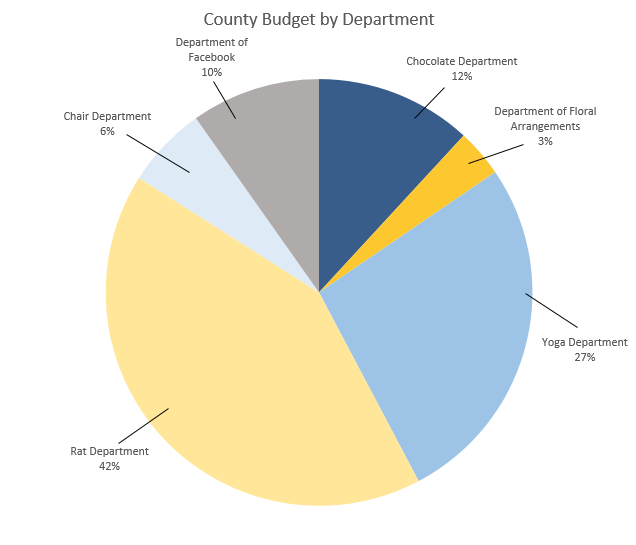 County Budget by Department
Department of
Facebook
10%
Chocolate Department
12%
Chair Department
6%
Department of Floral
Arrangements
3%
Yoga Department
27%
Rat Department
42%